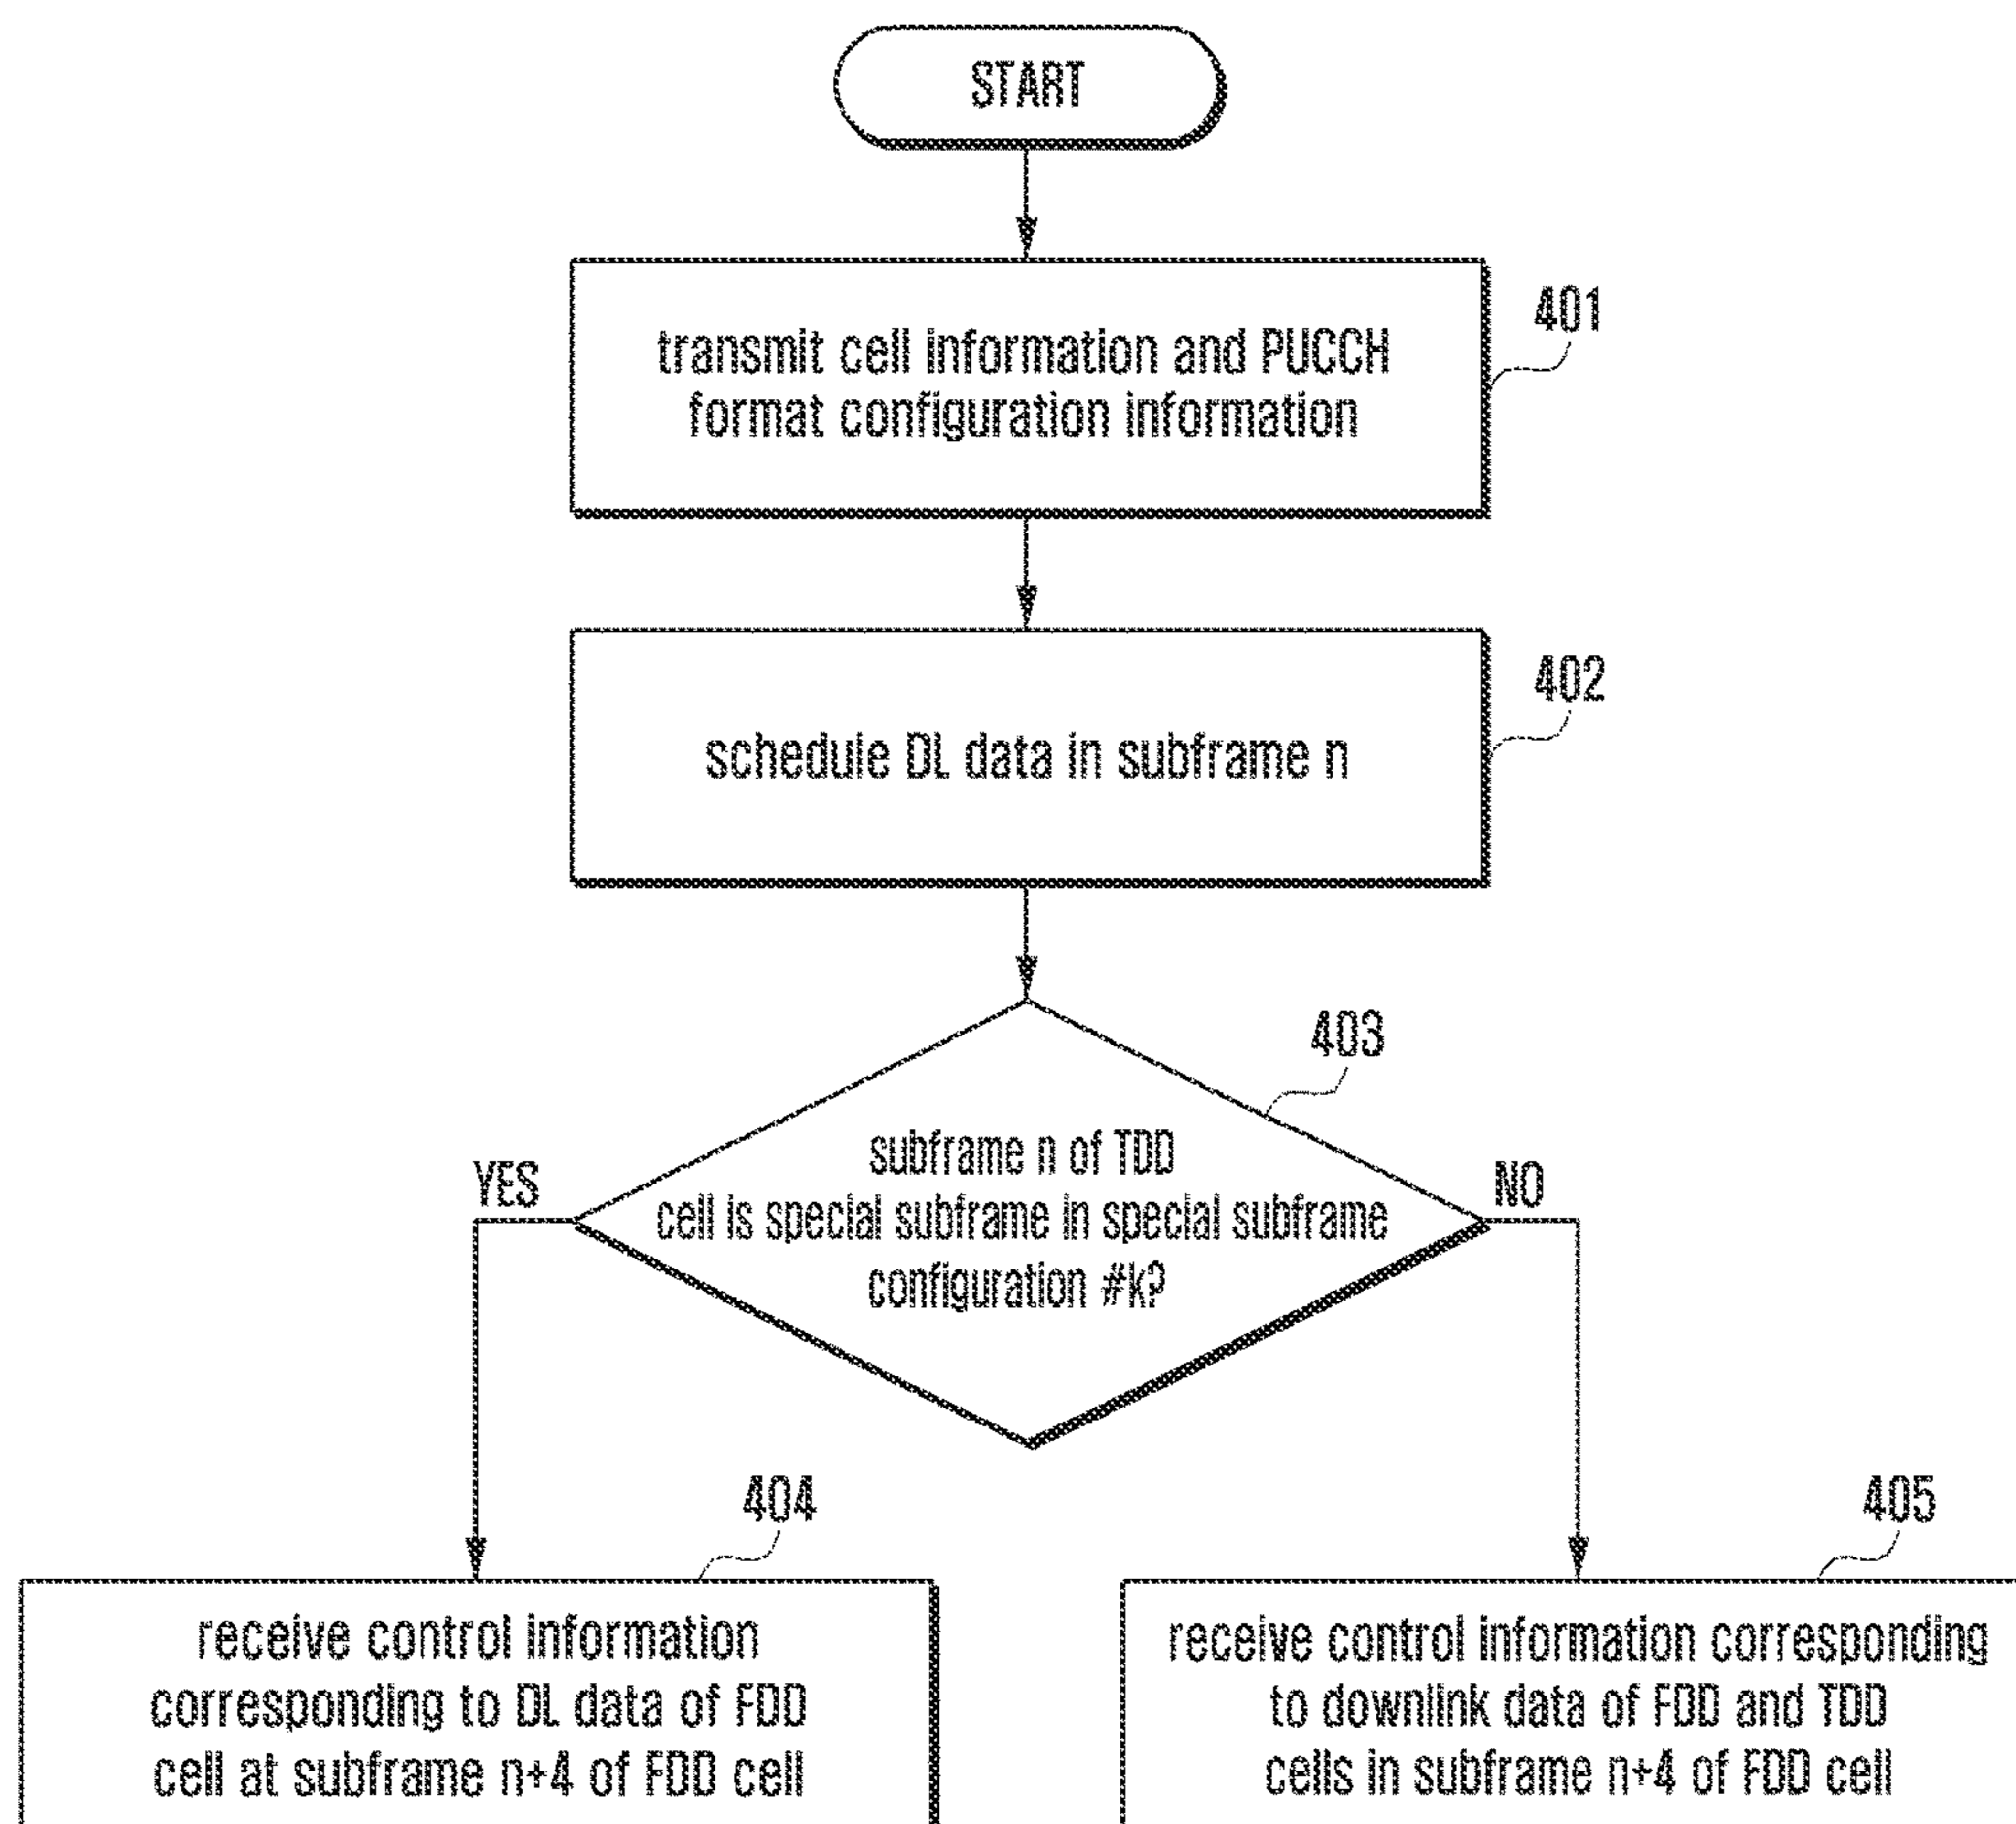 START
401
transmit cell information and PUCCH
format configuration information
402
schedule DL data in subframe n
403
subframe n of TDD
cell is special subframe in special subframe
configuration #k?
YES
NO
404
receive control information
corresponding to DL data of FDD
cell at subframe n+4 of FDD cell
405
receive control information corresponding
to downlink data of FDD and TDD
cells in subframe n+4 of FDD cell